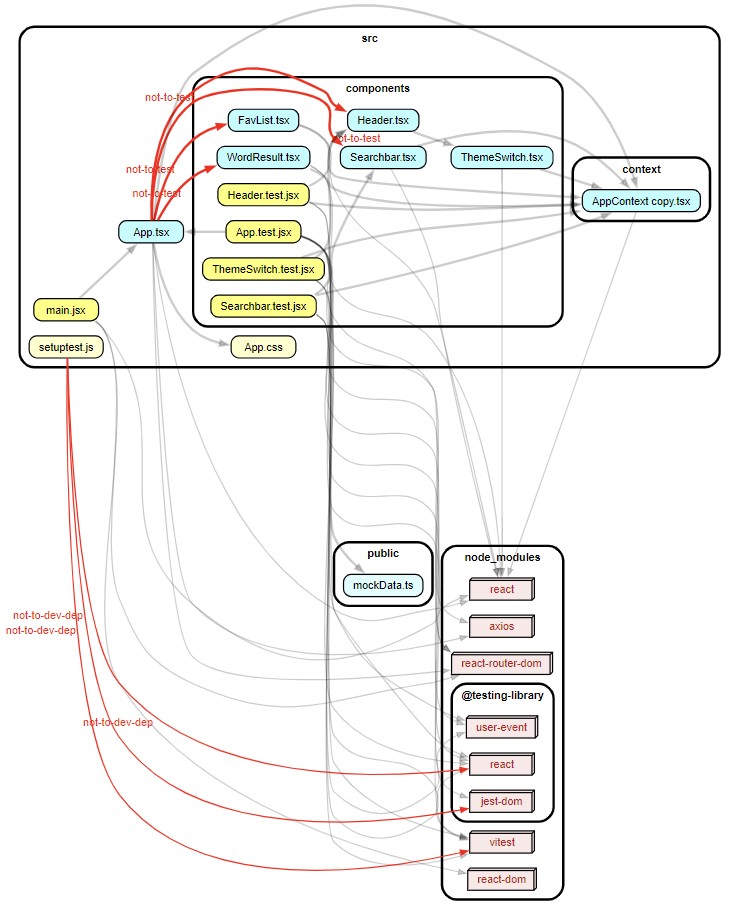 src
components
not-to-test
FavList.tsx
Header.tsx
not-to-test
WordResult.tsx
Searchbar.tsx
ThemeSwitch.tsx
context
not-to-test
not-to-test
Header.test.jsx
AppContext copy.tsx
App.tsx
App.test.jsx
ThemeSwitch.test.jsx
main.jsx
Searchbar.test.jsx
setuptest.js
App.css
public
node_modules
mockData.ts
react
not-to-dev-dep
axios
not-to-dev-dep
react-router-dom
@testing-library
not-to-dev-dep
user-event
react
jest-dom
vitest
react-dom